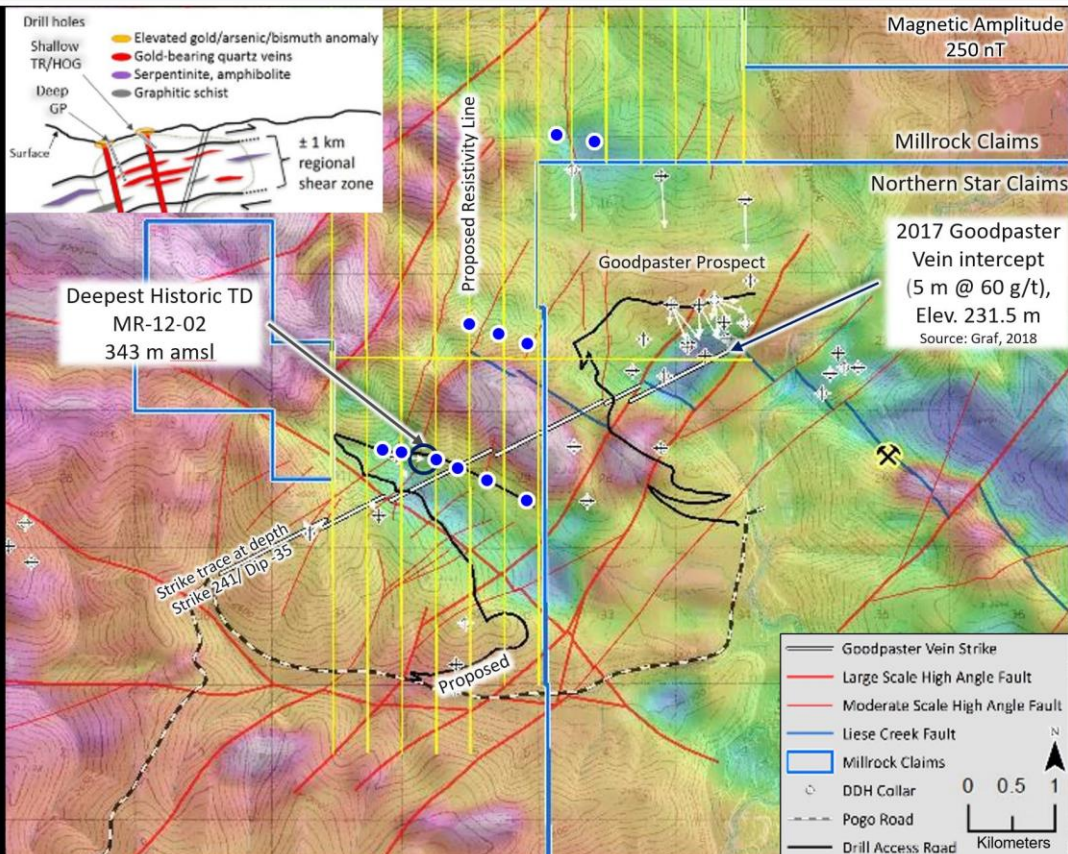 Drill holes
Shallow
TR/HOG
Deep
GP
Surface
Elevated gold/arsenic/bismuth anomaly
Gold-bearing quartz veins
Serpentinite, amphibolite
Graphitic schist
± 1 km
regional
shear zone
Magnetic Amplitude
250 nT
Millrock Claims
Northern Star Claims
Proposed Resistivity Line
Goodpaster Prospect
2017 Goodpaster
Vein intercept
(5 m @ 60 g/t),
Elev. 231.5 m
Source: Graf, 2018
Deepest Historic TD
MR-12-02
343 m amsl
Strike trace at depth
Strike 241/ Dip -35
Proposed
Goodpaster Vein Strike
Large Scale High Angle Fault
Moderate Scale High Angle Fault
Liese Creek Fault
Millrock Claims
DDH Collar
Pogo Road
Drill Access Road
N
0 0.5 1
Kilometers